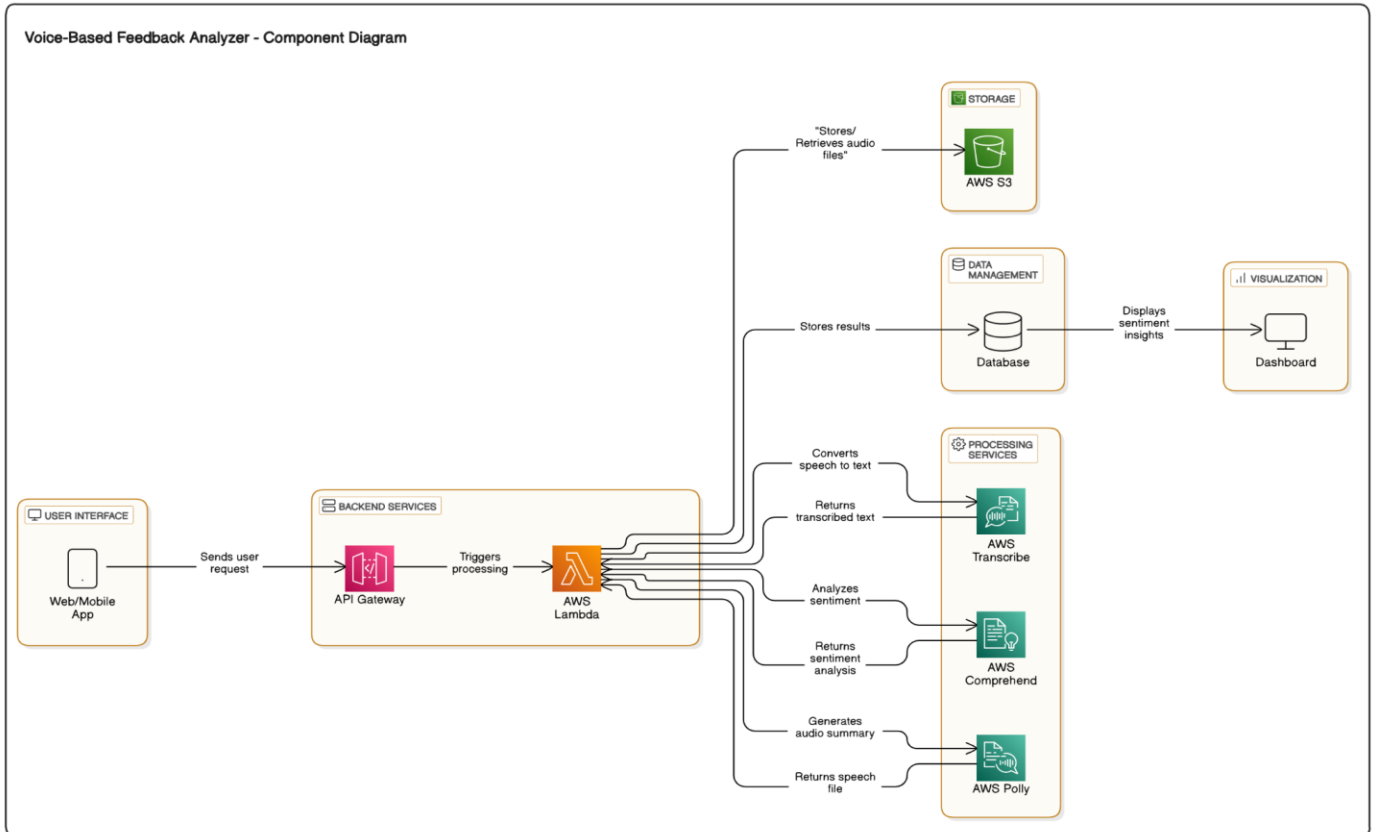 Voice-Based Feedback Analyzer - Component Diagram
STORAGE
"Stores/
Retrieves audio
files"
AWS S3
DATA
MANAGEMENT
VISUALIZATION
Stores results
Displays
sentiment
insights
Database
Dashboard
PROCESSING
SERVICES
Converts
speech to text
Returns
transcribed text
AWS
Transcribe
USER INTERFACE
BACKEND SERVICES
Sends user
request
Triggers
processing
Web/Mobile
App
API Gateway
AWS
Lambda
Analyzes
sentiment
Returns
sentiment
analysis
AWS
Comprehend
Generates
audio summary
Returns speech
file
AWS Polly